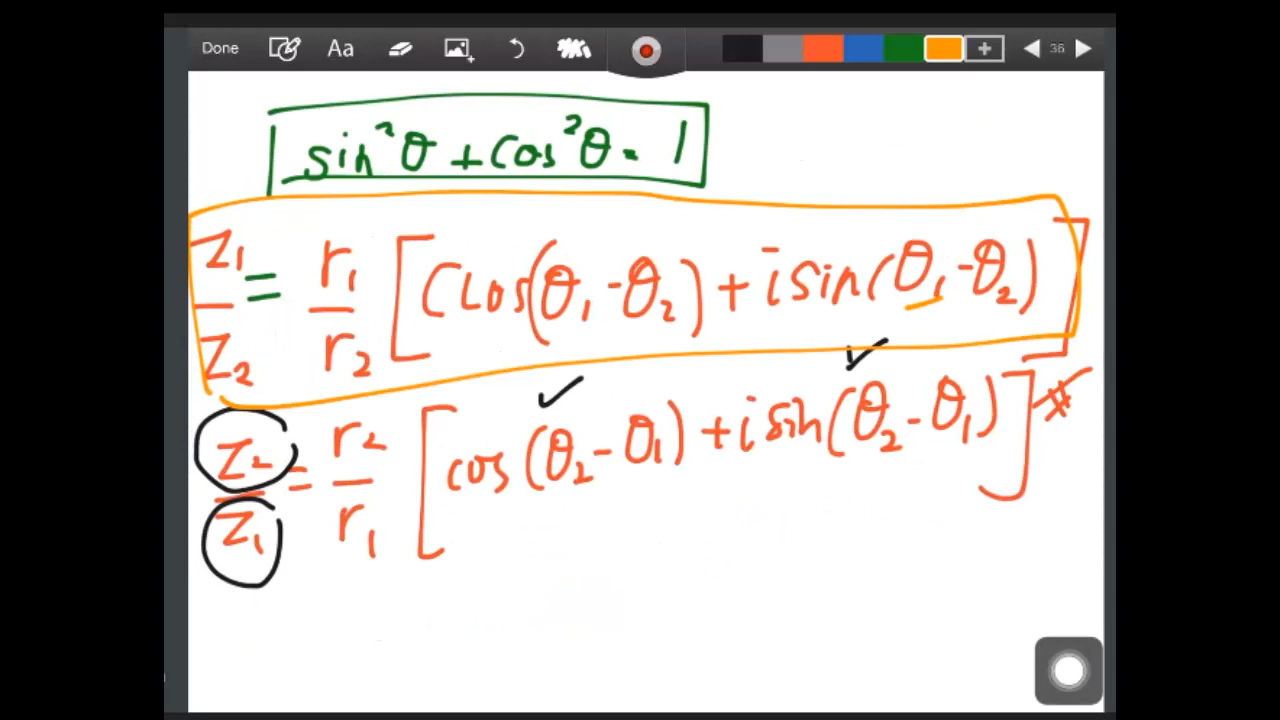 Done Aa 36
sin²θ + cos²θ = 1
z₁/z₂ = r₁/r₂ [(cos(θ₁-θ₂) + i sin(θ₁-θ₂)]
z₂/z₁ = r₂/r₁ [cos(θ₂-θ₁) + i sin(θ₂-θ₁)]